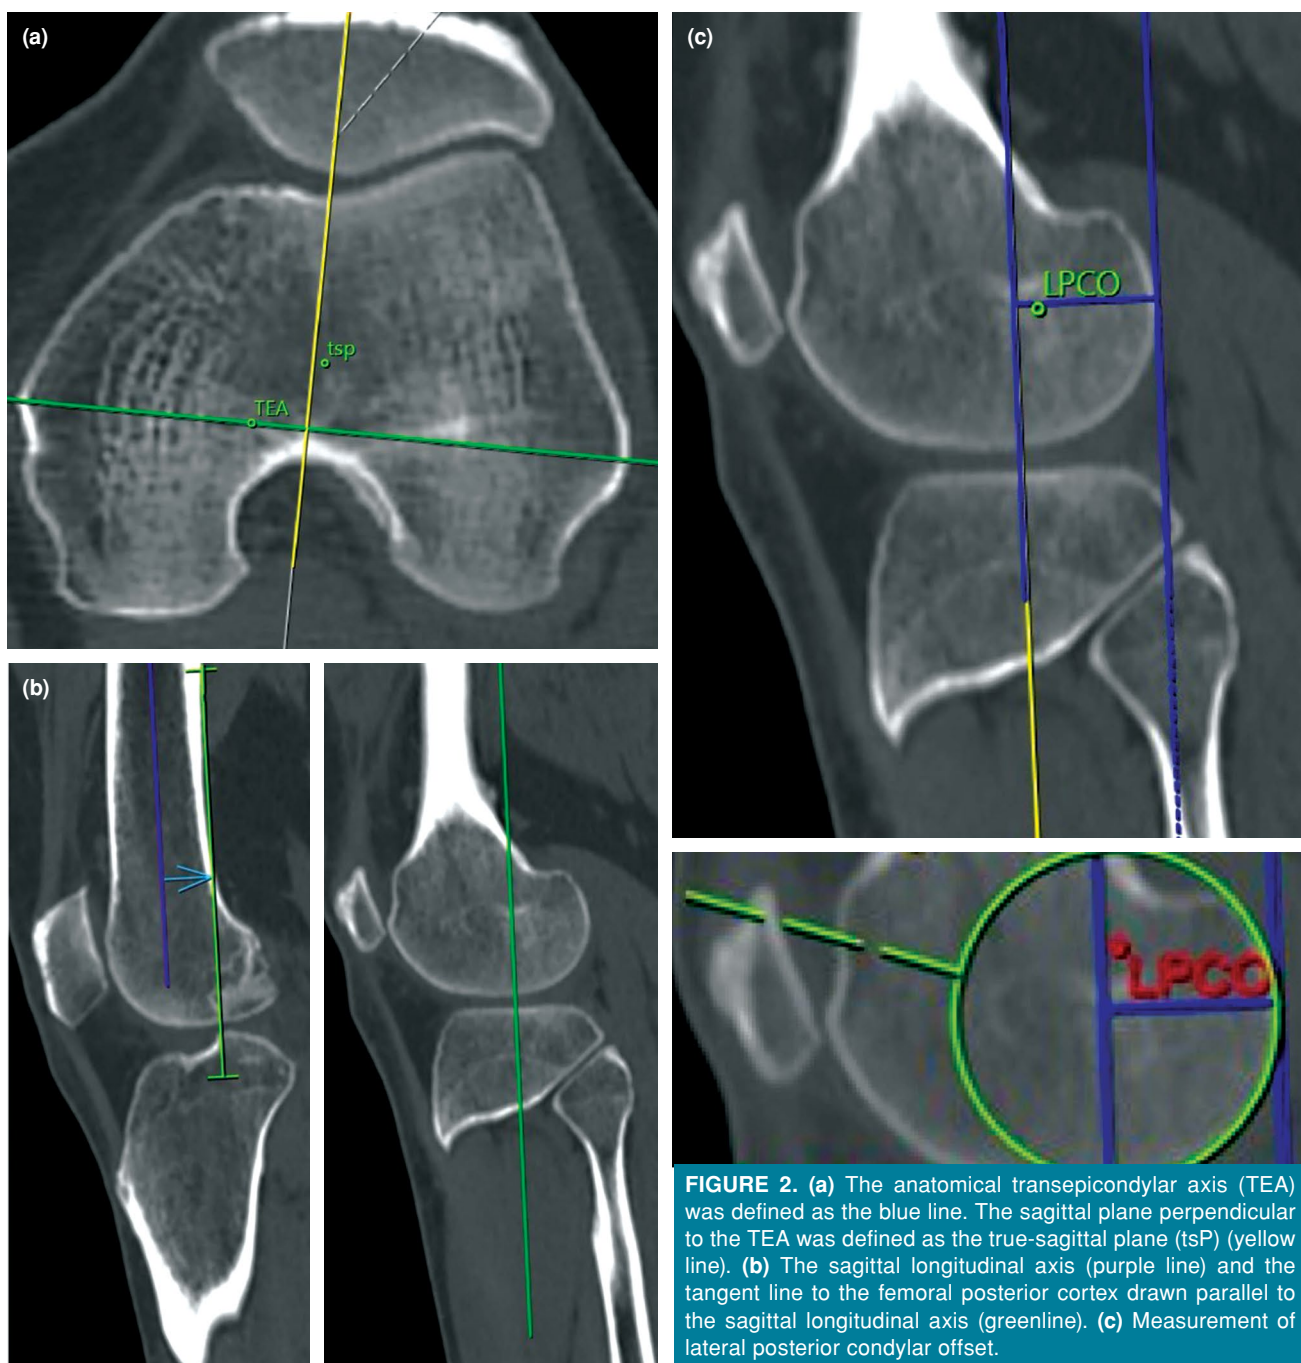 (a)
tsp
TEA
(b)
(c)
LPCO
LPCO
FIGURE 2. (a) The anatomical transepicondylar axis (TEA)
was defined as the blue line. The sagittal plane perpendicular
to the TEA was defined as the true-sagittal plane (tsP) (yellow
line). (b) The sagittal longitudinal axis (purple line) and the
tangent line to the femoral posterior cortex drawn parallel to
the sagittal longitudinal axis (greenline). (c) Measurement of
lateral posterior condylar offset.